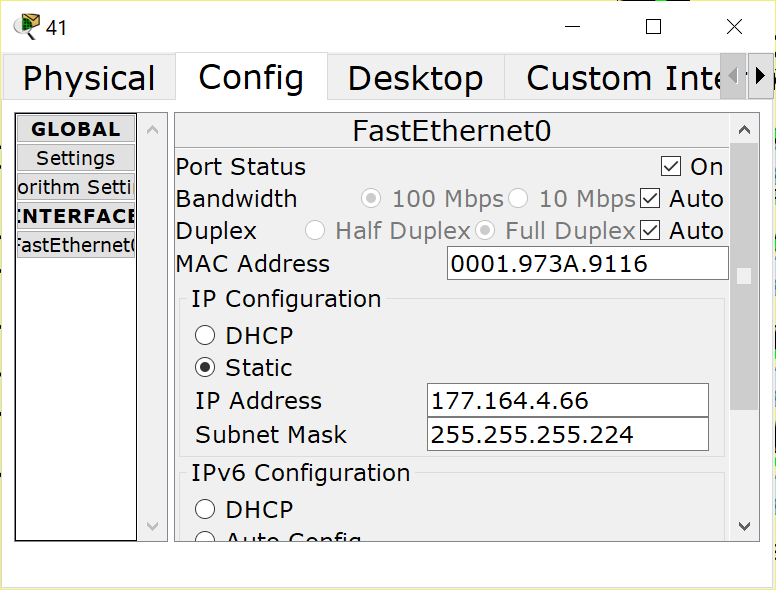 41
Physical Config Desktop Custom Inte
GLOBAL
Settings
orithm Setti
INTERFACE
FastEthernet0
FastEthernet0
Port Status On
Bandwidth 100 Mbps 10 Mbps Auto
Duplex Half Duplex Full Duplex Auto
MAC Address 0001.973A.9116
IP Configuration
DHCP
Static
IP Address 177.164.4.66
Subnet Mask 255.255.255.224
IPv6 Configuration
DHCP
Auto Config